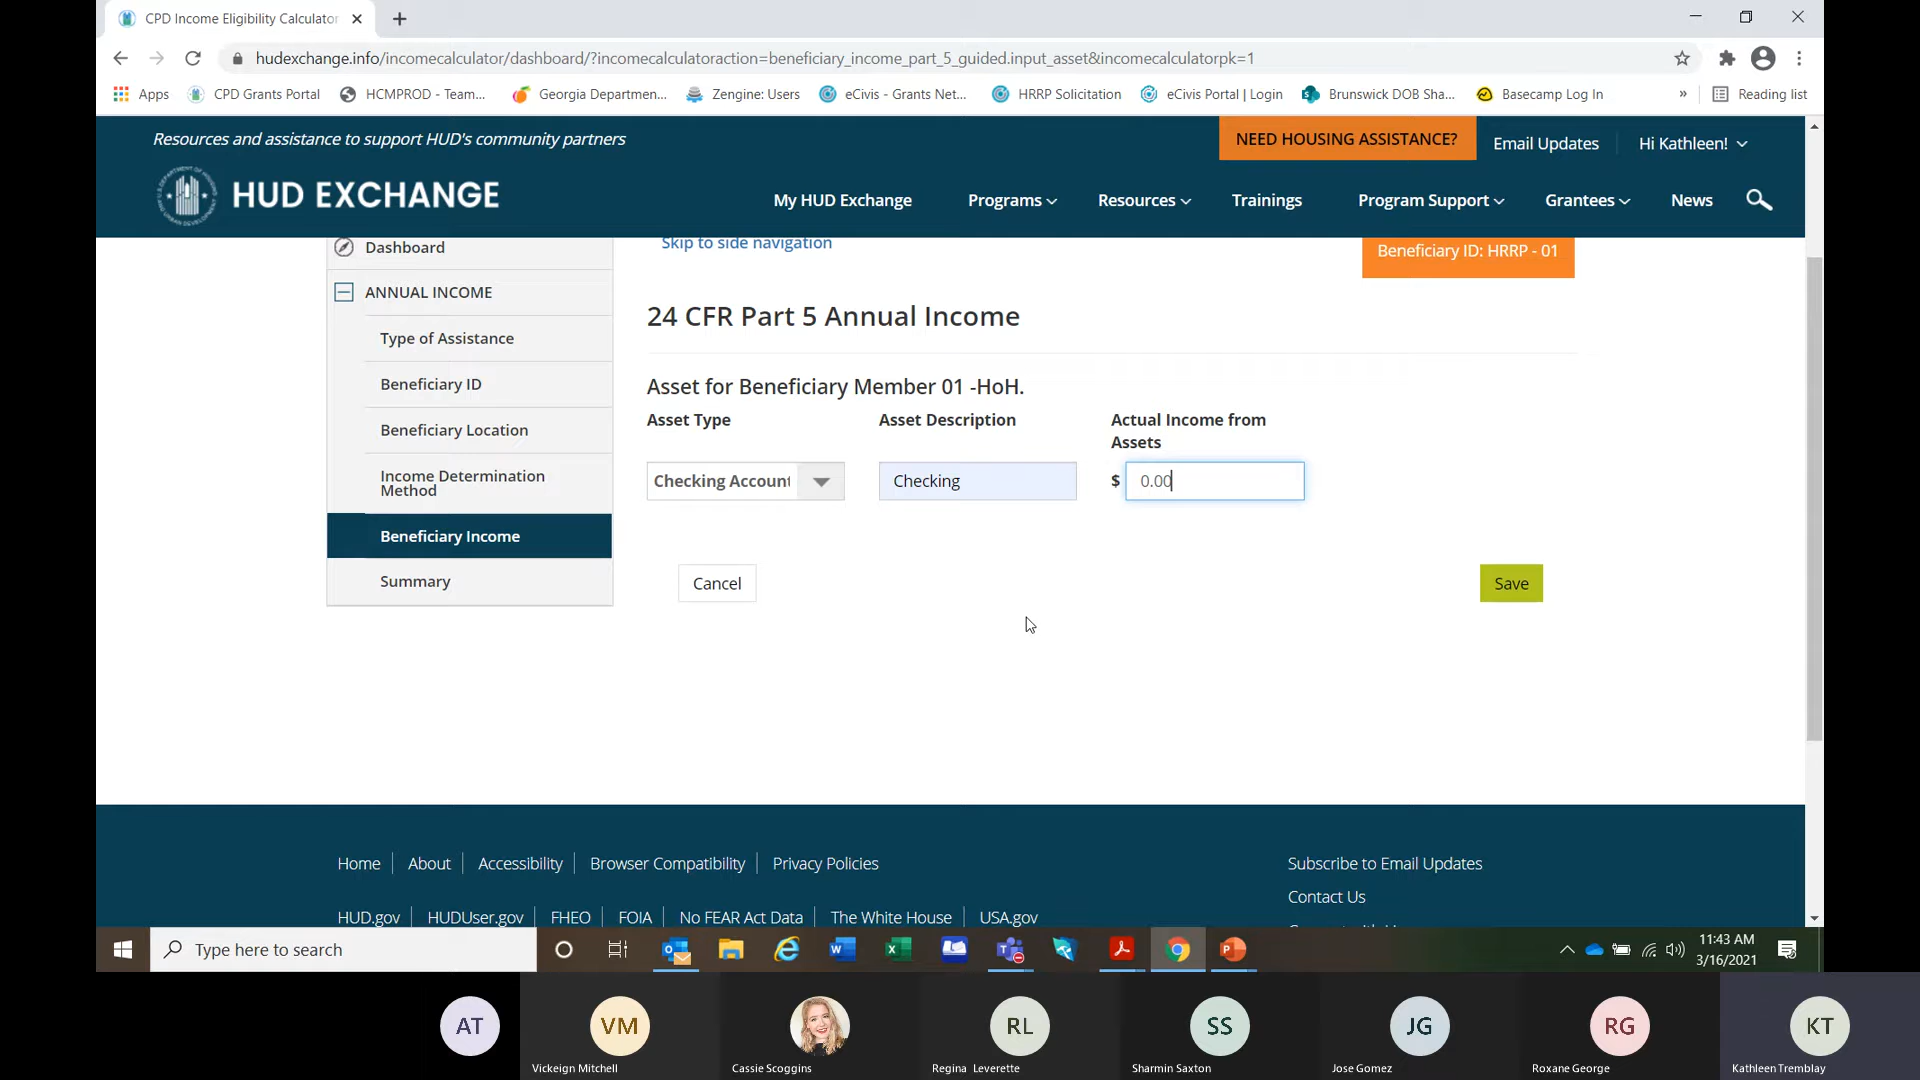 CPD Income Eligibility Calculator
hudexchange.info/incomecalculator/dashboard/?incomecalculatoraction=beneficiary_income_part_5_guided.input_asset&incomecalculatorpk=1
Apps CPD Grants Portal HCMPROD - Team... Georgia Departmen... Zengine: Users eCivis - Grants Net... HRRP Solicitation eCivis Portal | Login Brunswick DOB Sha... Basecamp Log In » Reading list
Resources and assistance to support HUD's community partners
NEED HOUSING ASSISTANCE? Email Updates Hi Kathleen!
HUD EXCHANGE
My HUD Exchange Programs Resources Trainings Program Support Grantees News
Dashboard
ANNUAL INCOME
Type of Assistance
Beneficiary ID
Beneficiary Location
Income Determination
Method
Beneficiary Income
Summary
Skip to side navigation
Beneficiary ID: HRRP - 01
24 CFR Part 5 Annual Income
Asset for Beneficiary Member 01 -HoH.
Asset Type Asset Description Actual Income from
Assets
Checking Account Checking $ 0.00
Cancel Save
Home About Accessibility Browser Compatibility Privacy Policies
HUD.gov HUDUser.gov FHEO FOIA No FEAR Act Data The White House USA.gov
Subscribe to Email Updates
Contact Us
Type here to search
11:43 AM
3/16/2021
AT VM RL SS JG RG KT
Vickeign Mitchell Cassie Scoggins Regina Leverette Sharmin Saxton Jose Gomez Roxane George Kathleen Tremblay